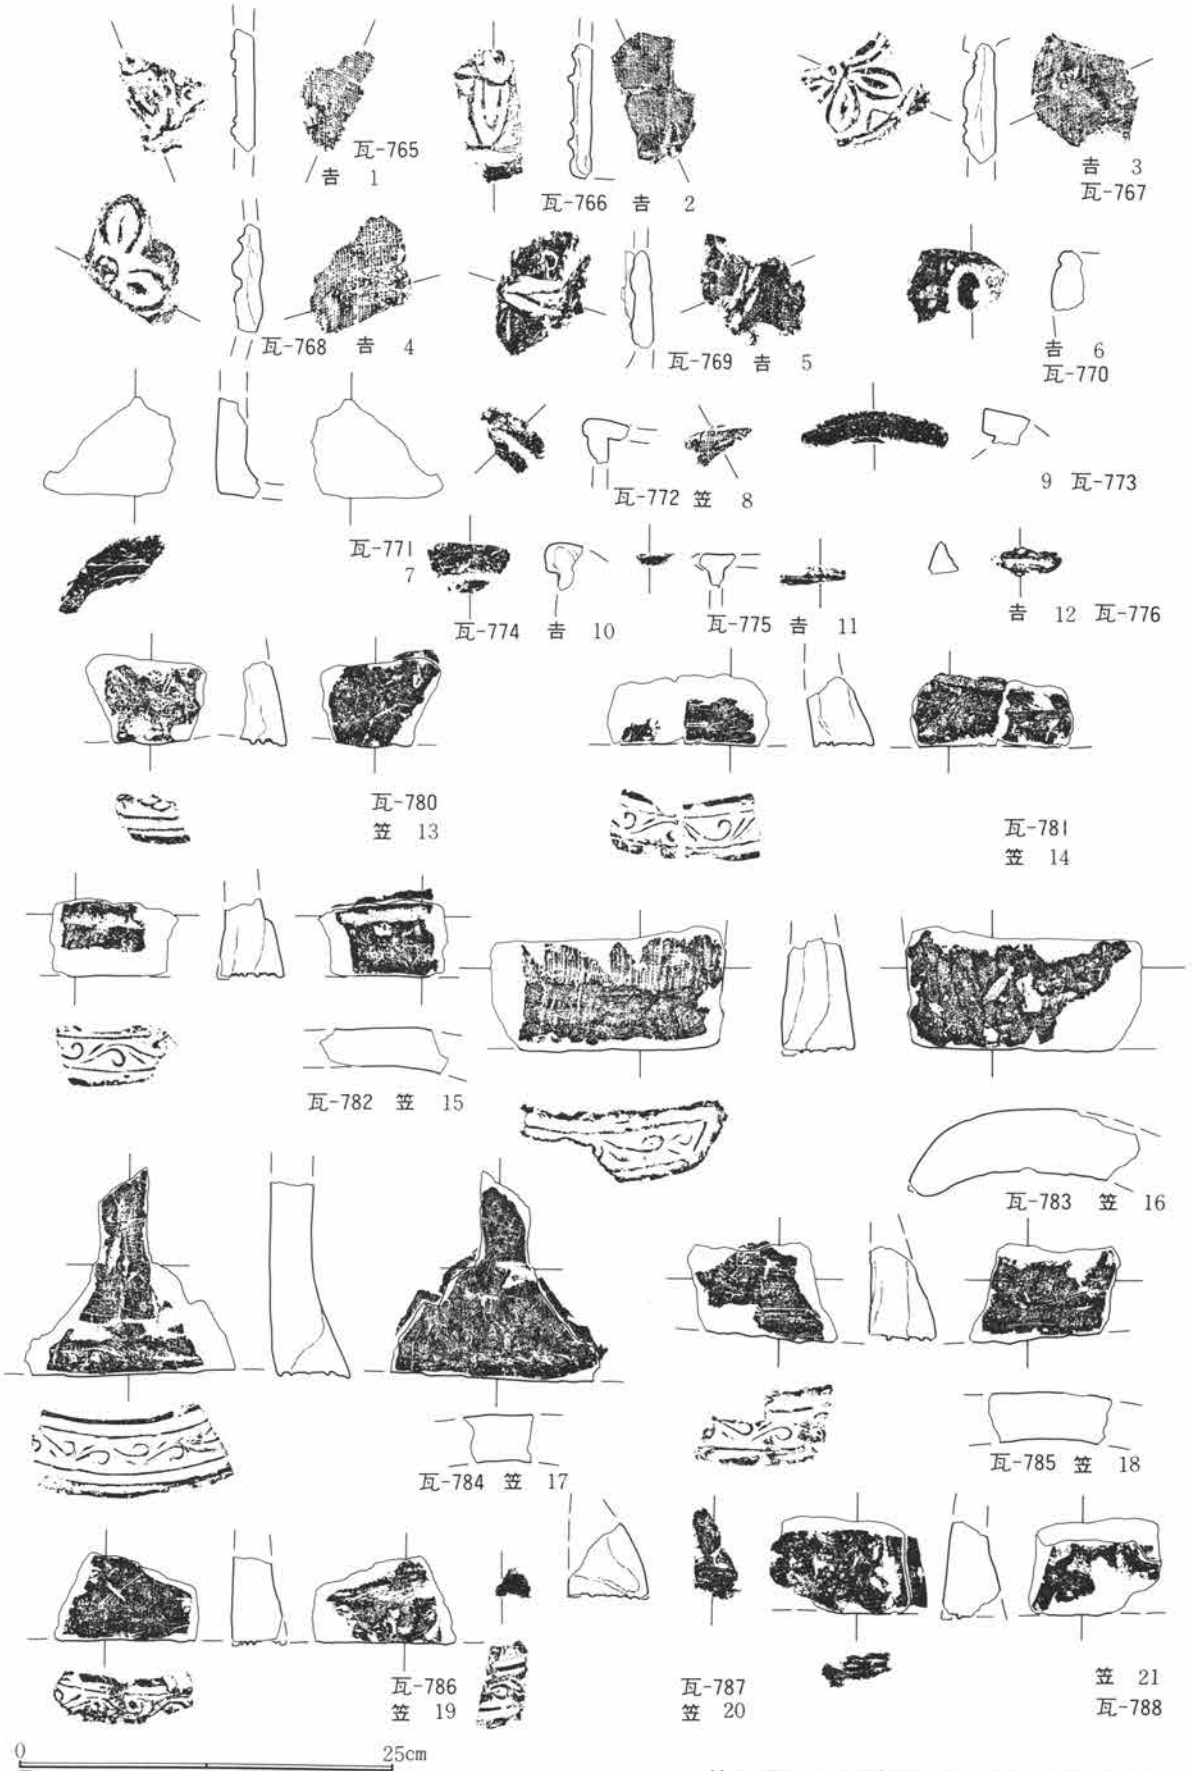 瓦-765
吉 1
瓦-766 吉 2
吉 3
瓦-767
瓦-768 吉 4
瓦-769 吉 5
吉 6
瓦-770
瓦-771
7
瓦-772 笠 8
9 瓦-773
瓦-774 吉 10
瓦-775 吉 11
吉 12 瓦-776
瓦-780
笠 13
瓦-781
笠 14
瓦-782 笠 15
瓦-783 笠 16
瓦-784 笠 17
瓦-785 笠 18
瓦-786
笠 19
瓦-787
笠 20
笠 21
瓦-788
0 25cm